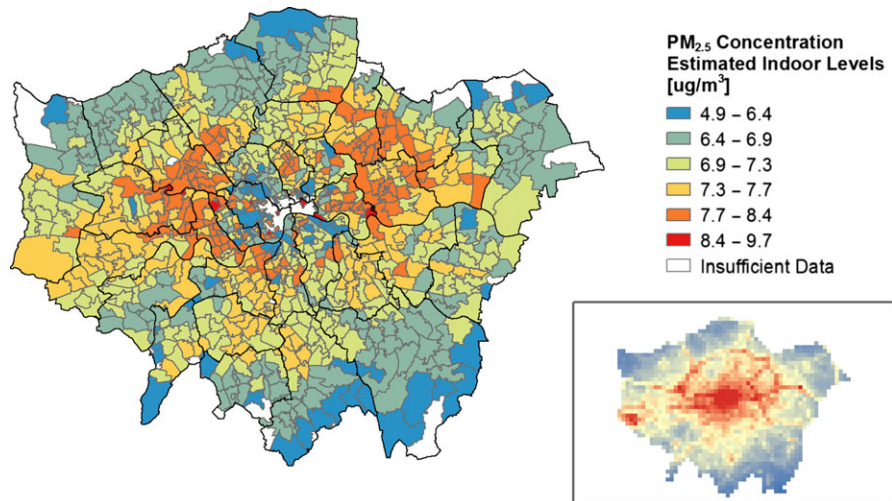 PM2.5 Concentration
Estimated Indoor Levels
[ug/m³]
4.9 – 6.4
6.4 – 6.9
6.9 – 7.3
7.3 – 7.7
7.7 – 8.4
8.4 – 9.7
Insufficient Data